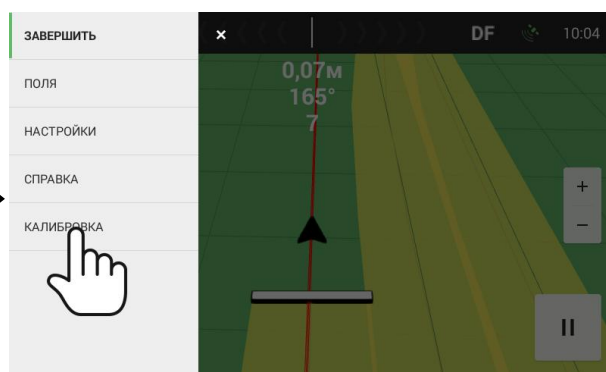 ЗАВЕРШИТЬ
ПОЛЯ
НАСТРОЙКИ
СПРАВКА
КАЛИБРОВКА
×
DF
10:04
0,07м
165°
7
+
−